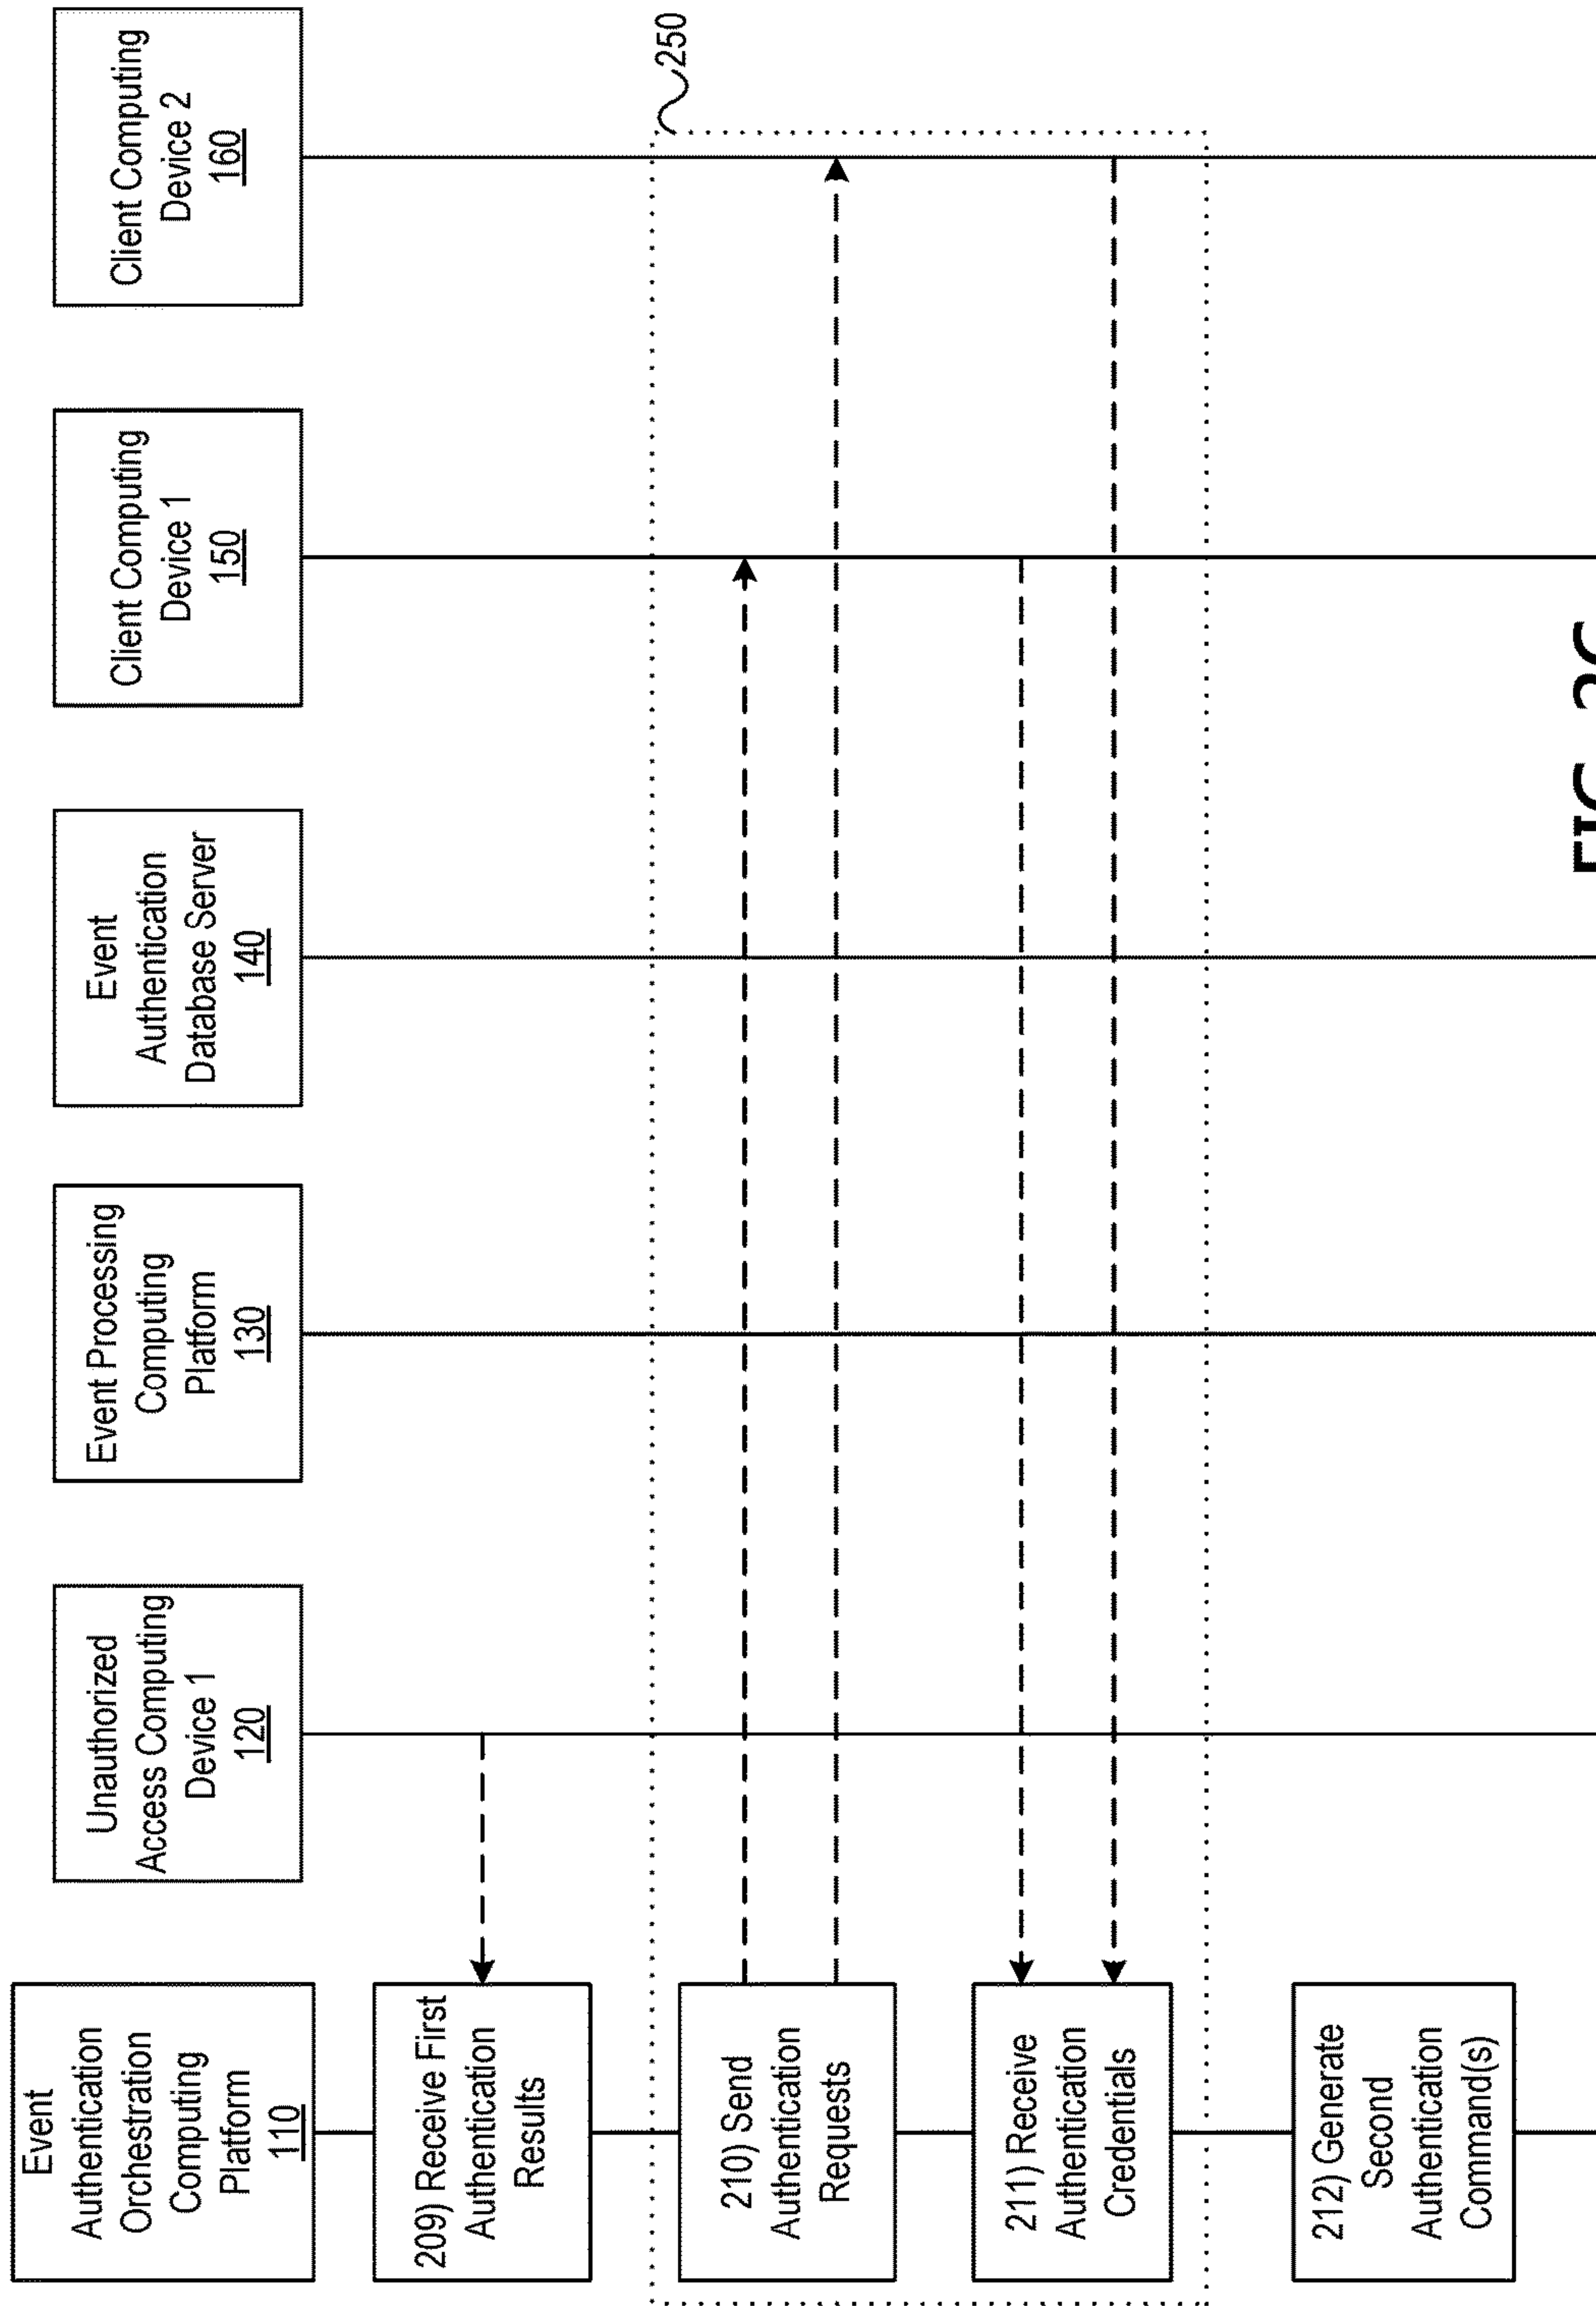 Event
Authentication
Orchestration
Computing
Platform
110
Unauthorized
Access Computing
Device 1
120
Event Processing
Computing
Platform
130
Event
Authentication
Database Server
140
Client Computing
Device 1
150
Client Computing
Device 2
160
209) Receive First
Authentication
Results
250
210) Send
Authentication
Requests
211) Receive
Authentication
Credentials
212) Generate
Second
Authentication
Command(s)